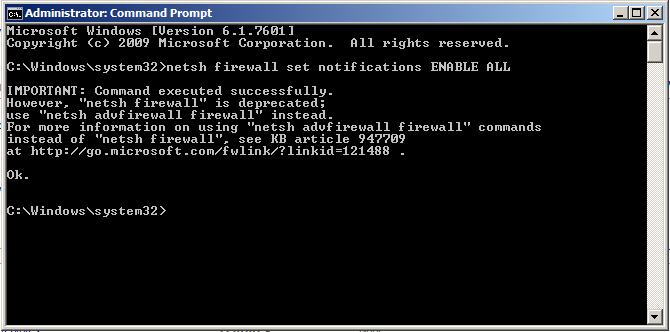 Administrator: Command Prompt
Microsoft Windows [Version 6.1.7601]
Copyright (c) 2009 Microsoft Corporation.  All rights reserved.
C:\Windows\system32>netsh firewall set notifications ENABLE ALL
IMPORTANT: Command executed successfully.
However, "netsh firewall" is deprecated;
use "netsh advfirewall firewall" instead.
For more information on using "netsh advfirewall firewall" commands
instead of "netsh firewall", see KB article 947709
at http://go.microsoft.com/fwlink/?linkid=121488 .
Ok.
C:\Windows\system32>